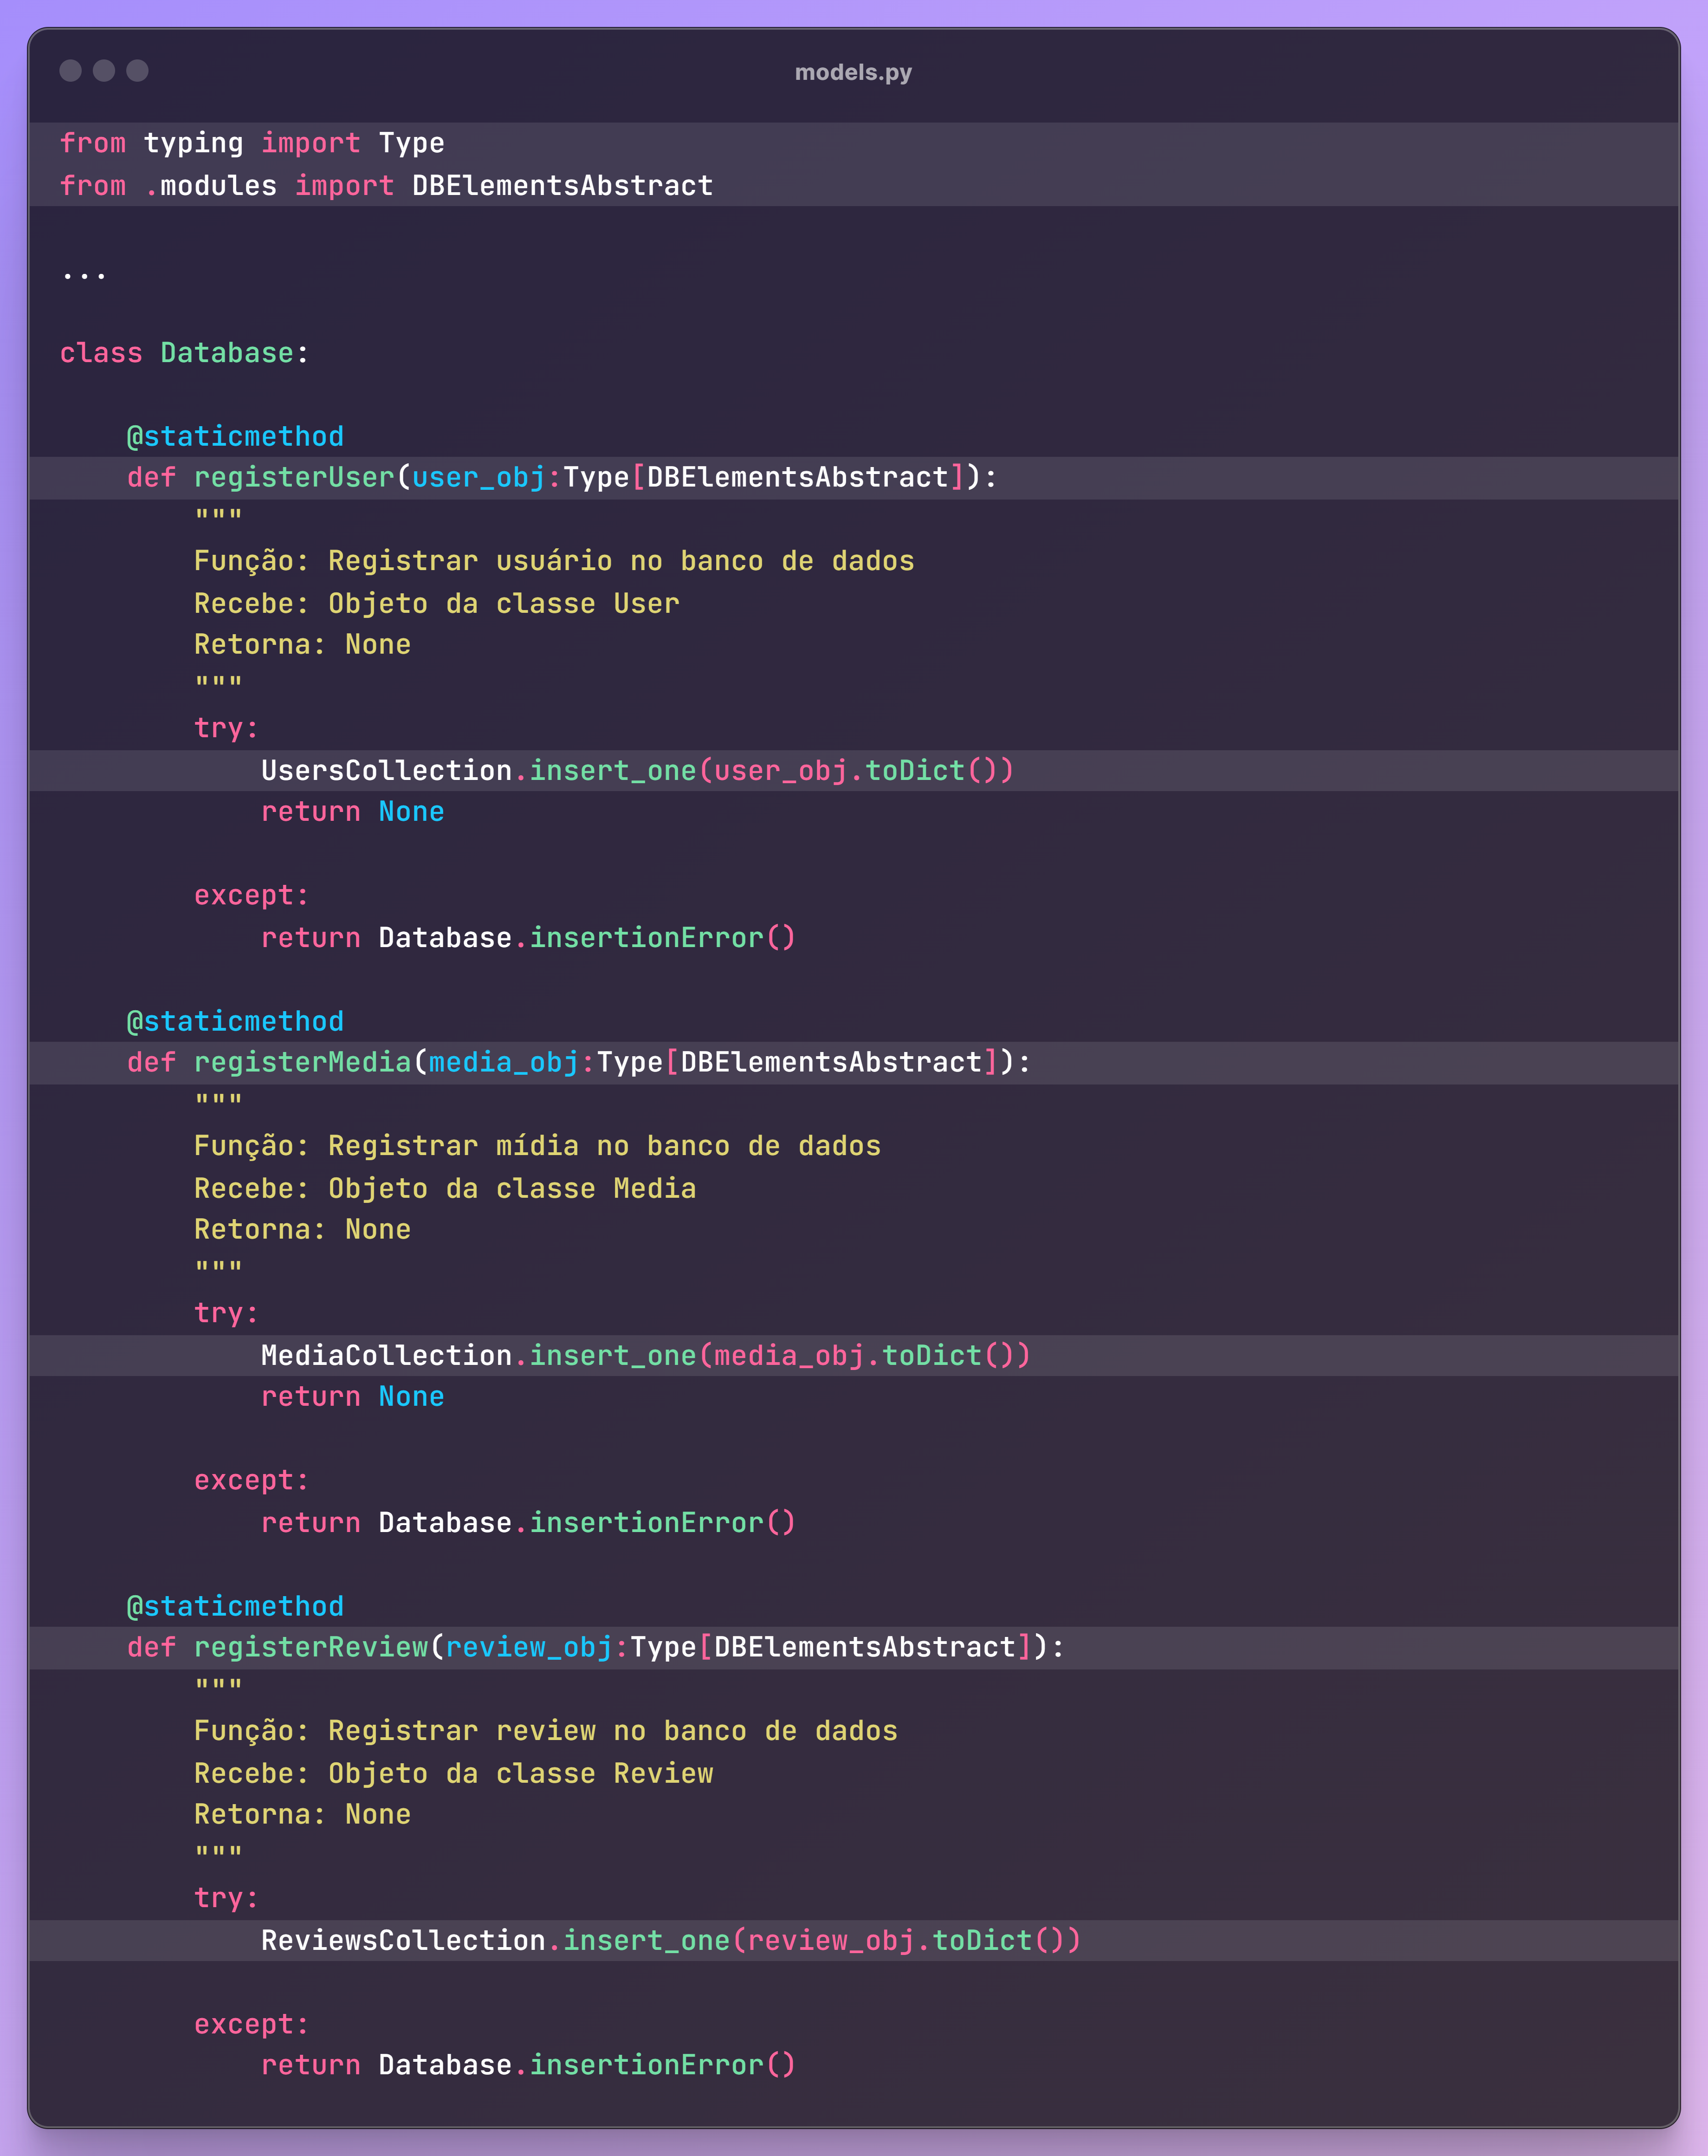 models.py
from typing import Type
from .modules import DBElementsAbstract
...
class Database:
@staticmethod
def registerUser(user_obj:Type[DBElementsAbstract]):
"""
Função: Registrar usuário no banco de dados
Recebe: Objeto da classe User
Retorna: None
"""
try:
UsersCollection.insert_one(user_obj.toDict())
return None
except:
return Database.insertionError()
@staticmethod
def registerMedia(media_obj:Type[DBElementsAbstract]):
"""
Função: Registrar mídia no banco de dados
Recebe: Objeto da classe Media
Retorna: None
"""
try:
MediaCollection.insert_one(media_obj.toDict())
return None
except:
return Database.insertionError()
@staticmethod
def registerReview(review_obj:Type[DBElementsAbstract]):
"""
Função: Registrar review no banco de dados
Recebe: Objeto da classe Review
Retorna: None
"""
try:
ReviewsCollection.insert_one(review_obj.toDict())
except:
return Database.insertionError()